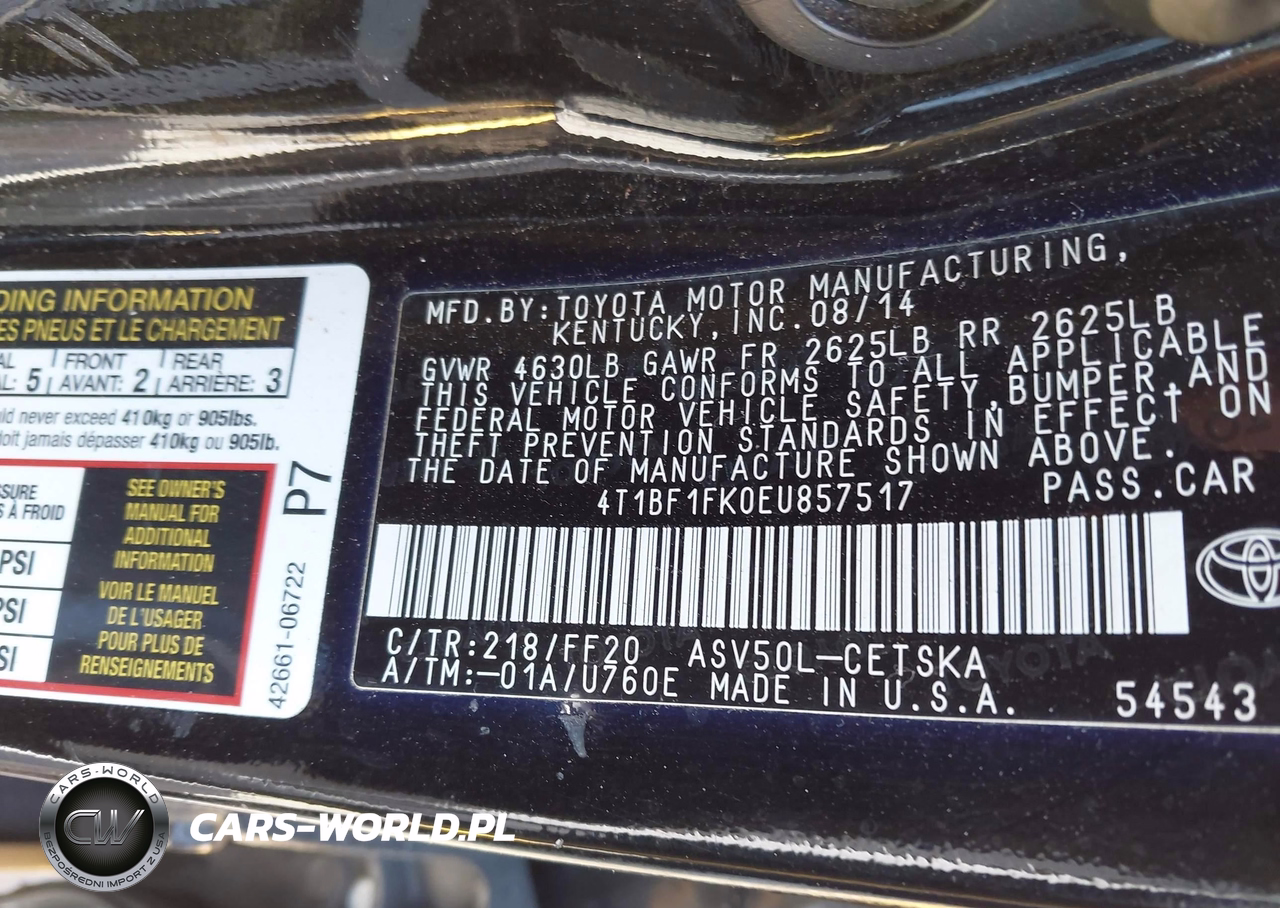 DING INFORMATION
ES PNEUS ET LE CHARGEMENT
AL FRONT REAR
AL: 5 AVANT: 2 ARRIÈRE: 3
uld never exceed 410kg or 905lbs.
doit jamais dépasser 410kg ou 905lb.
SSURE
S À FROID
PSI
PSI
SI
SEE OWNER'S
MANUAL FOR
ADDITIONAL
INFORMATION
VOIR LE MANUEL
DE L'USAGER
POUR PLUS DE
RENSEIGNEMENTS
P7
42661-06722
MFD.BY:TOYOTA MOTOR MANUFACTURING,
KENTUCKY,INC.08/14
GVWR 4630LB GAWR FR 2625LB RR 2625LB
THIS VEHICLE CONFORMS TO ALL APPLICABLE
FEDERAL MOTOR VEHICLE SAFETY,BUMPER,AND
THEFT PREVENTION STANDARDS IN EFFECT ON
THE DATE OF MANUFACTURE SHOWN ABOVE.
4T1BF1FK0EU857517 PASS.CAR
C/TR:218/FF20 ASV50L-CETSKA
A/TM:-01A/U760E MADE IN U.S.A.
54543
CARS-WORLD
CW
BEZPOŚREDNI IMPORT Z USA
CARS-WORLD.PL